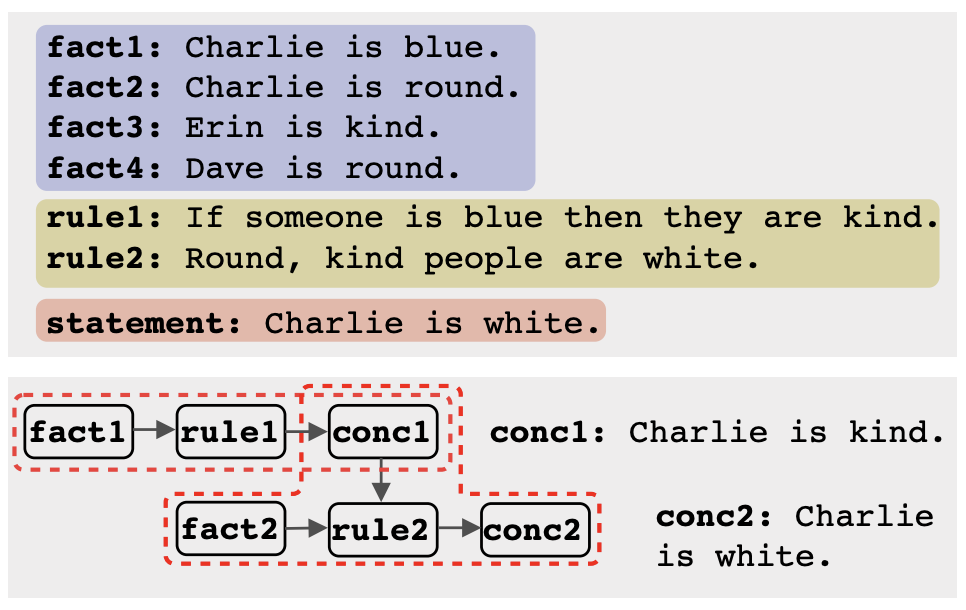 fact1: Charlie is blue.
fact2: Charlie is round.
fact3: Erin is kind.
fact4: Dave is round.
rule1: If someone is blue then they are kind.
rule2: Round, kind people are white.
statement: Charlie is white.
fact1 rule1 conc1 conc1: Charlie is kind.
fact2 rule2 conc2 conc2: Charlie
is white.